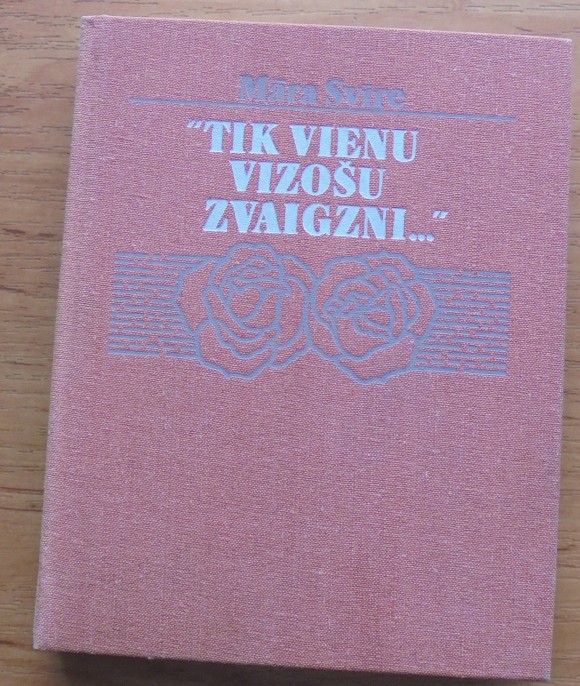 Māra Svīre
"TIK VIENU
VIZOŠU
ZVAIGZNI..."